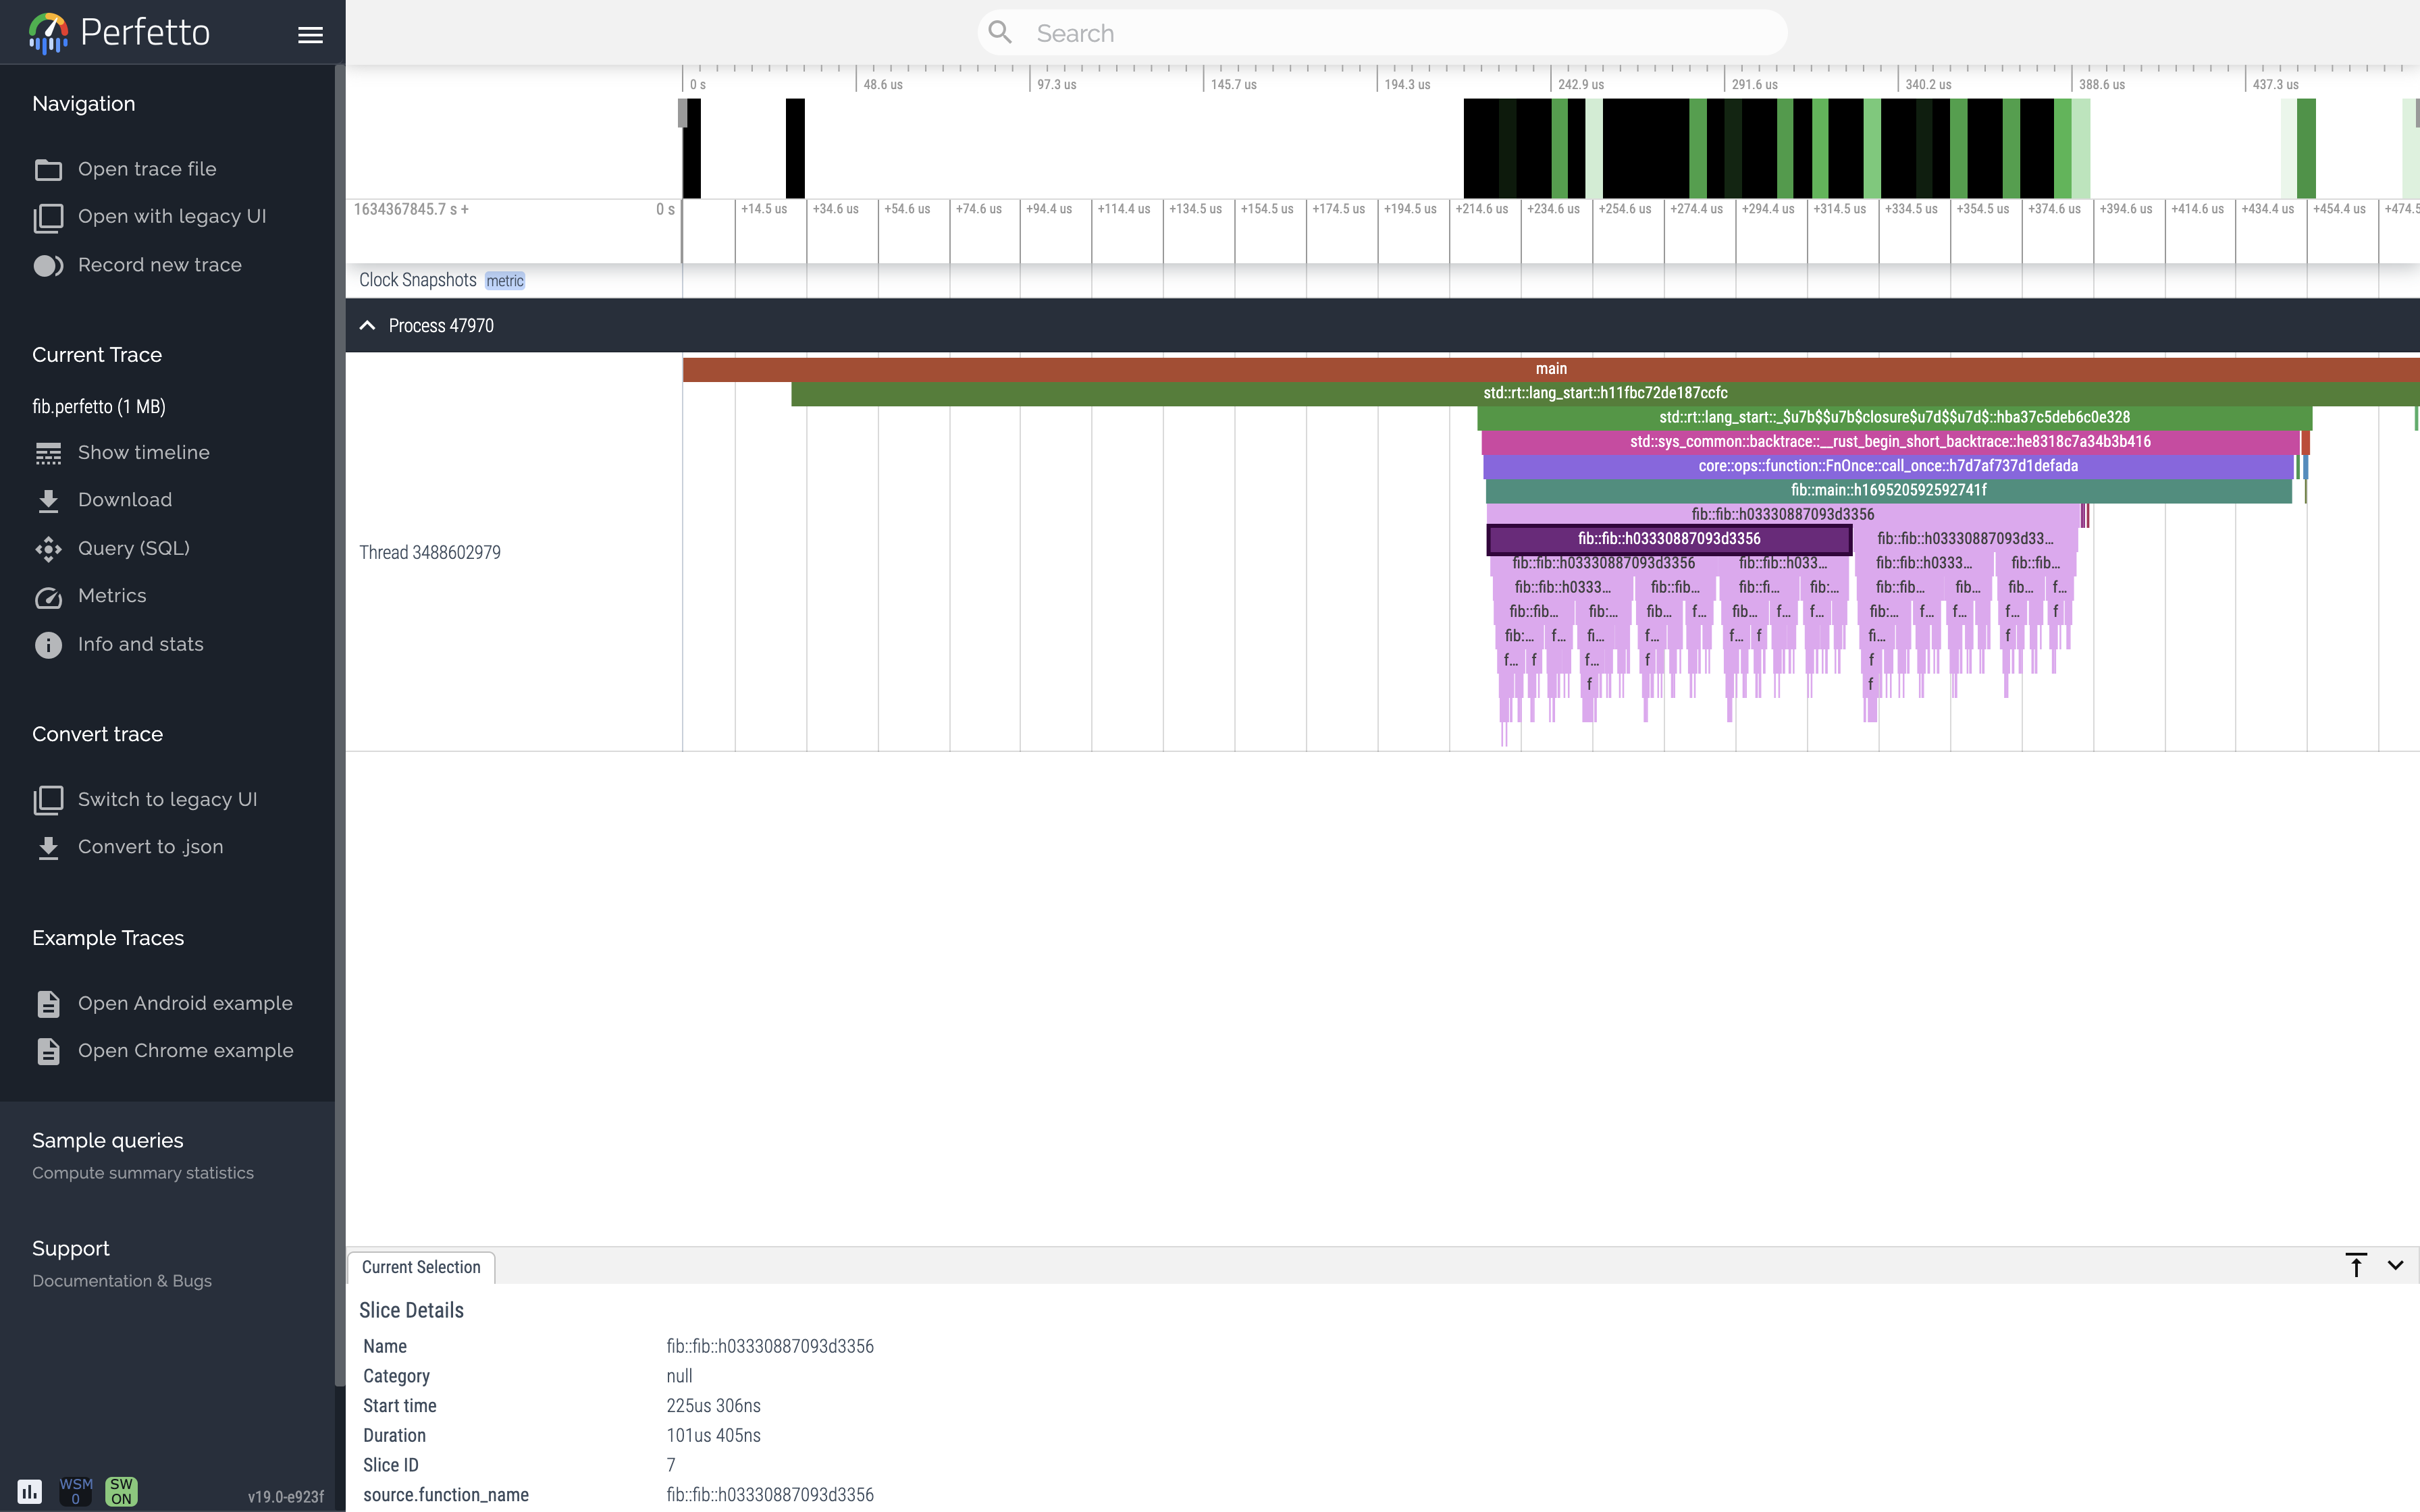 Perfetto
Search
Navigation
Open trace file
Open with legacy UI
Record new trace
Current Trace
fib.perfetto (1 MB)
Show timeline
Download
Query (SQL)
Metrics
Info and stats
Convert trace
Switch to legacy UI
Convert to .json
Example Traces
Open Android example
Open Chrome example
Sample queries
Compute summary statistics
Support
Documentation & Bugs
WSM 0
SW ON
v19.0-e923f
0 s 48.6 us 97.3 us 145.7 us 194.3 us 242.9 us 291.6 us 340.2 us 388.6 us 437.3 us
1634367845.7 s + 0 s +14.5 us +34.6 us +54.6 us +74.6 us +94.4 us +114.4 us +134.5 us +154.5 us +174.5 us +194.5 us +214.6 us +234.6 us +254.6 us +274.4 us +294.4 us +314.5 us +334.5 us +354.5 us +374.6 us +394.6 us +414.6 us +434.4 us +454.4 us +474.5
Clock Snapshots metric
Process 47970
Thread 3488602979
main
std::rt::lang_start::h11fbc72de187ccfc
std::rt::lang_start::_$u7b$$u7b$closure$u7d$$u7d$::hba37c5deb6c0e328
std::sys_common::backtrace::__rust_begin_short_backtrace::he8318c7a34b3b416
core::ops::function::FnOnce::call_once::h7d7af737d1defada
fib::main::h169520592592741f
fib::fib::h03330887093d3356
fib::fib::h03330887093d3356 fib::fib::h03330887093d33...
fib::fib::h03330887093d3356 fib::fib::h033... fib::fib::h0333... fib::fib...
fib::fib::h0333... fib::fib... fib::fi... fib:... fib::fib... fib... fib... f...
fib::fib... fib:... fib... f... fib... f... f... fib:... f... f... f... f
fib:... f... fi... f... f... f fi... f
f... f f... f f
f f
Current Selection
Slice Details
Name fib::fib::h03330887093d3356
Category null
Start time 225us 306ns
Duration 101us 405ns
Slice ID 7
source.function_name fib::fib::h03330887093d3356